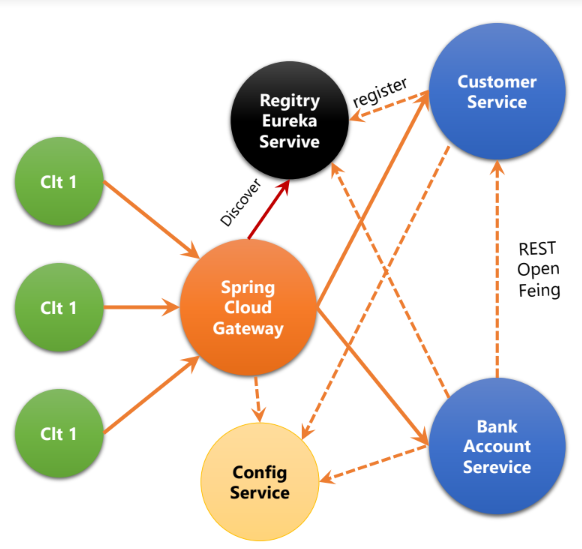 Regitry
Eureka
Servive
register
Customer
Service
Clt 1
Discover
Clt 1
Spring
Cloud
Gateway
REST
Open
Feing
Clt 1
Config
Service
Bank
Account
Serevice